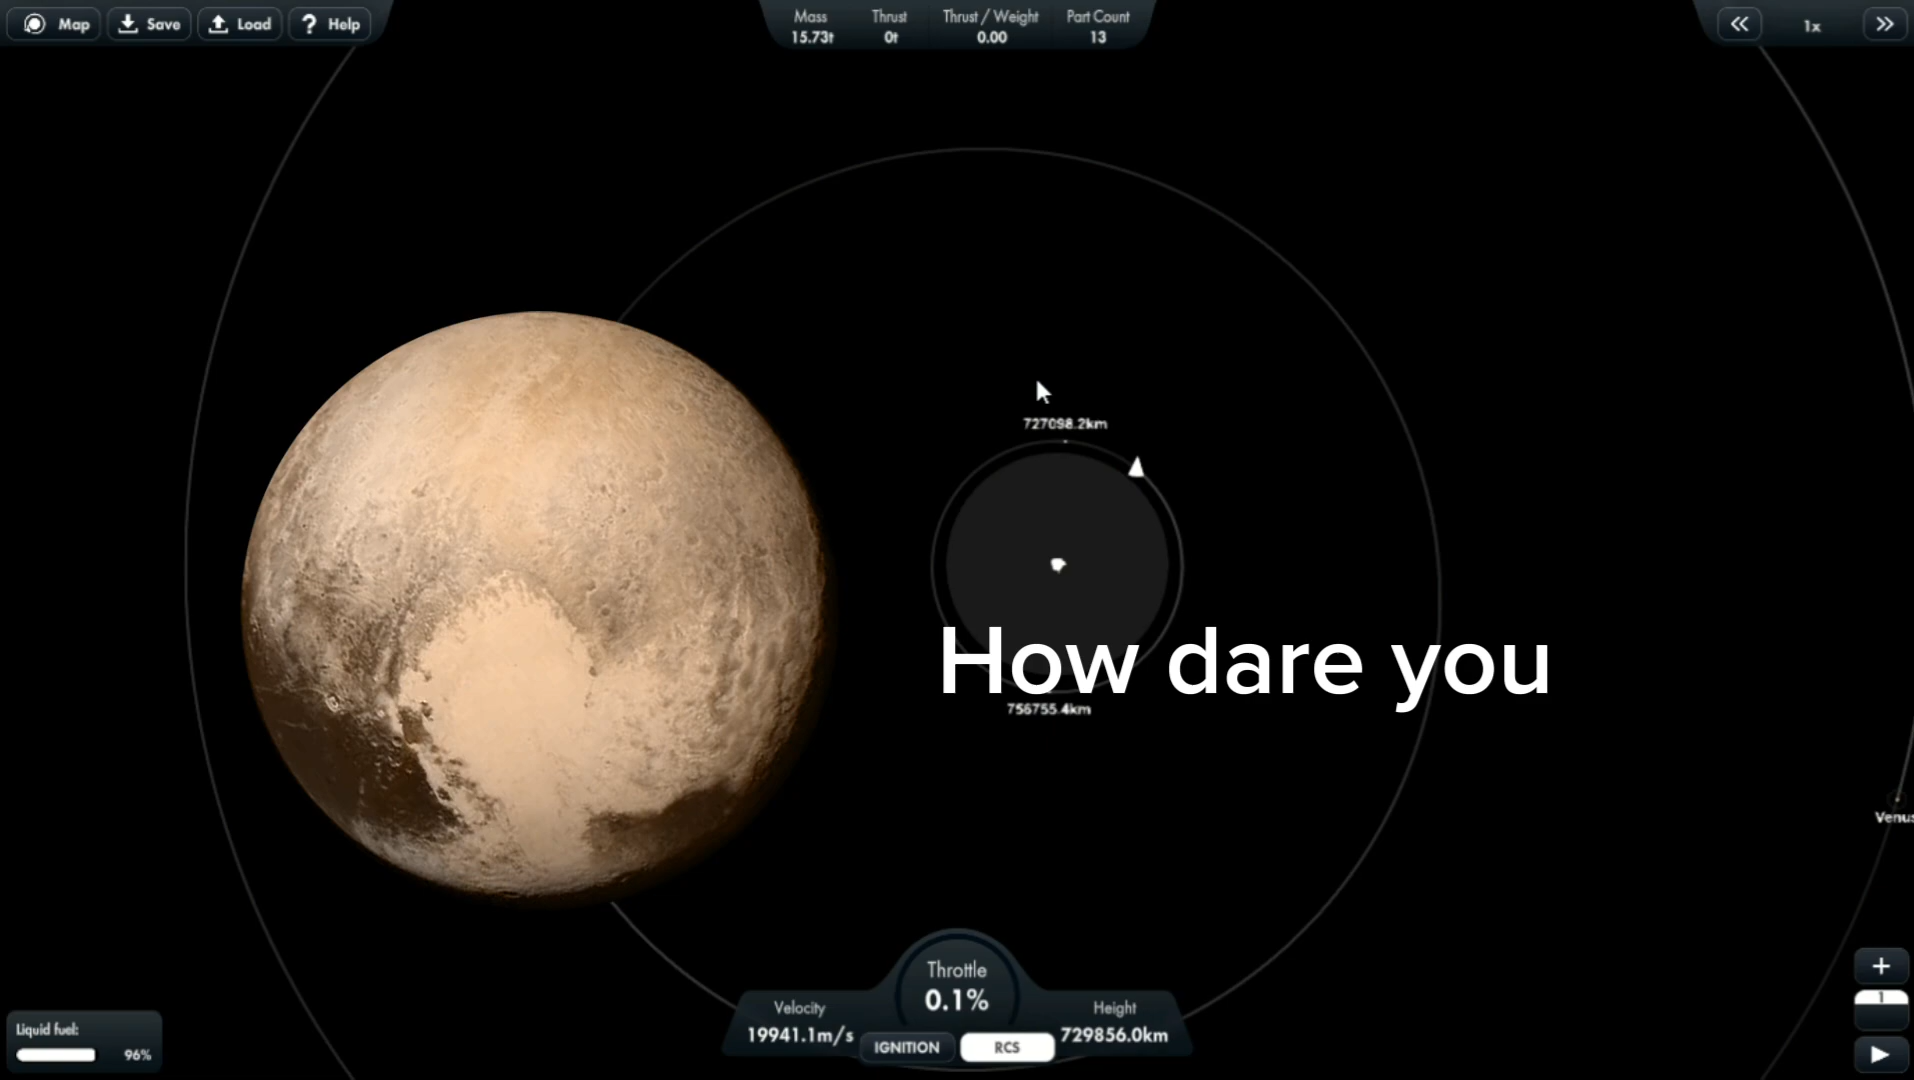 Map Save Load ? Help
Mass Thrust Thrust / Weight Part Count
15.73t 0t 0.00 13
1x
727098.2km
How dare you
756755.4km
Venus
Throttle
0.1%
Velocity Height
19941.1m/s 729856.0km
IGNITION RCS
Liquid fuel:
96%
+
1